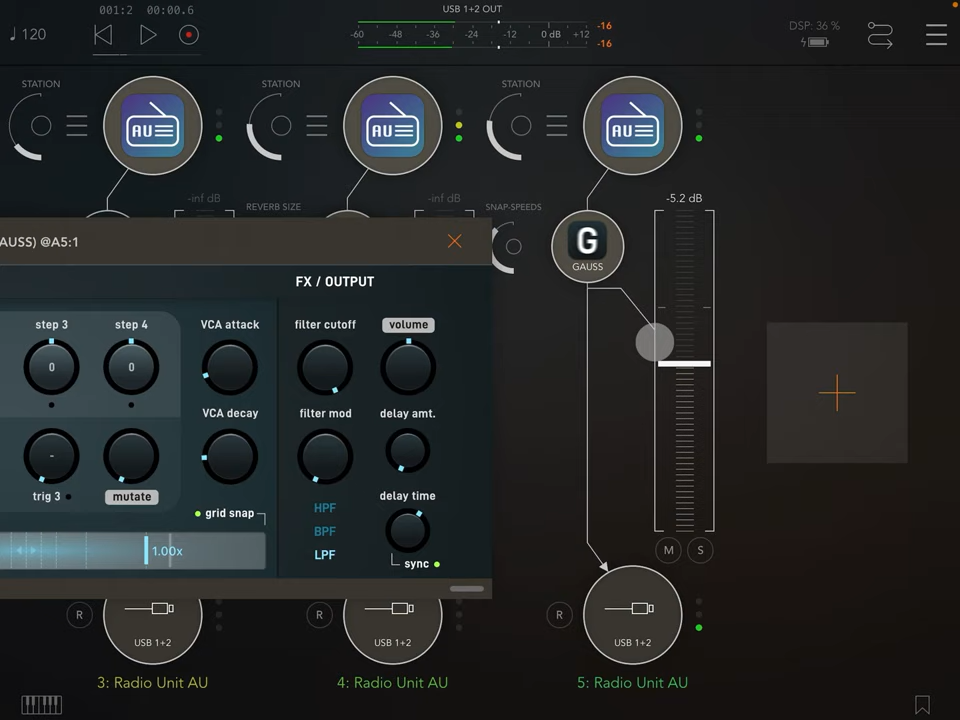 001:2 00:00.6
USB 1+2 OUT
♩120
-60 -48 -36 -24 -12 0 dB +12
-16
-16
DSP: 36 %
STATION
STATION
STATION
AU
AU
AU
-inf dB
REVERB SIZE
-inf dB
SNAP-SPEEDS
-5.2 dB
G
GAUSS
AUSS) @A5:1
FX / OUTPUT
step 3 step 4 VCA attack filter cutoff volume
0 0
VCA decay filter mod delay amt.
-
trig 3 mutate
delay time
grid snap
HPF
BPF
LPF
1.00x
sync
M S
R USB 1+2
R USB 1+2
R USB 1+2
3: Radio Unit AU
4: Radio Unit AU
5: Radio Unit AU